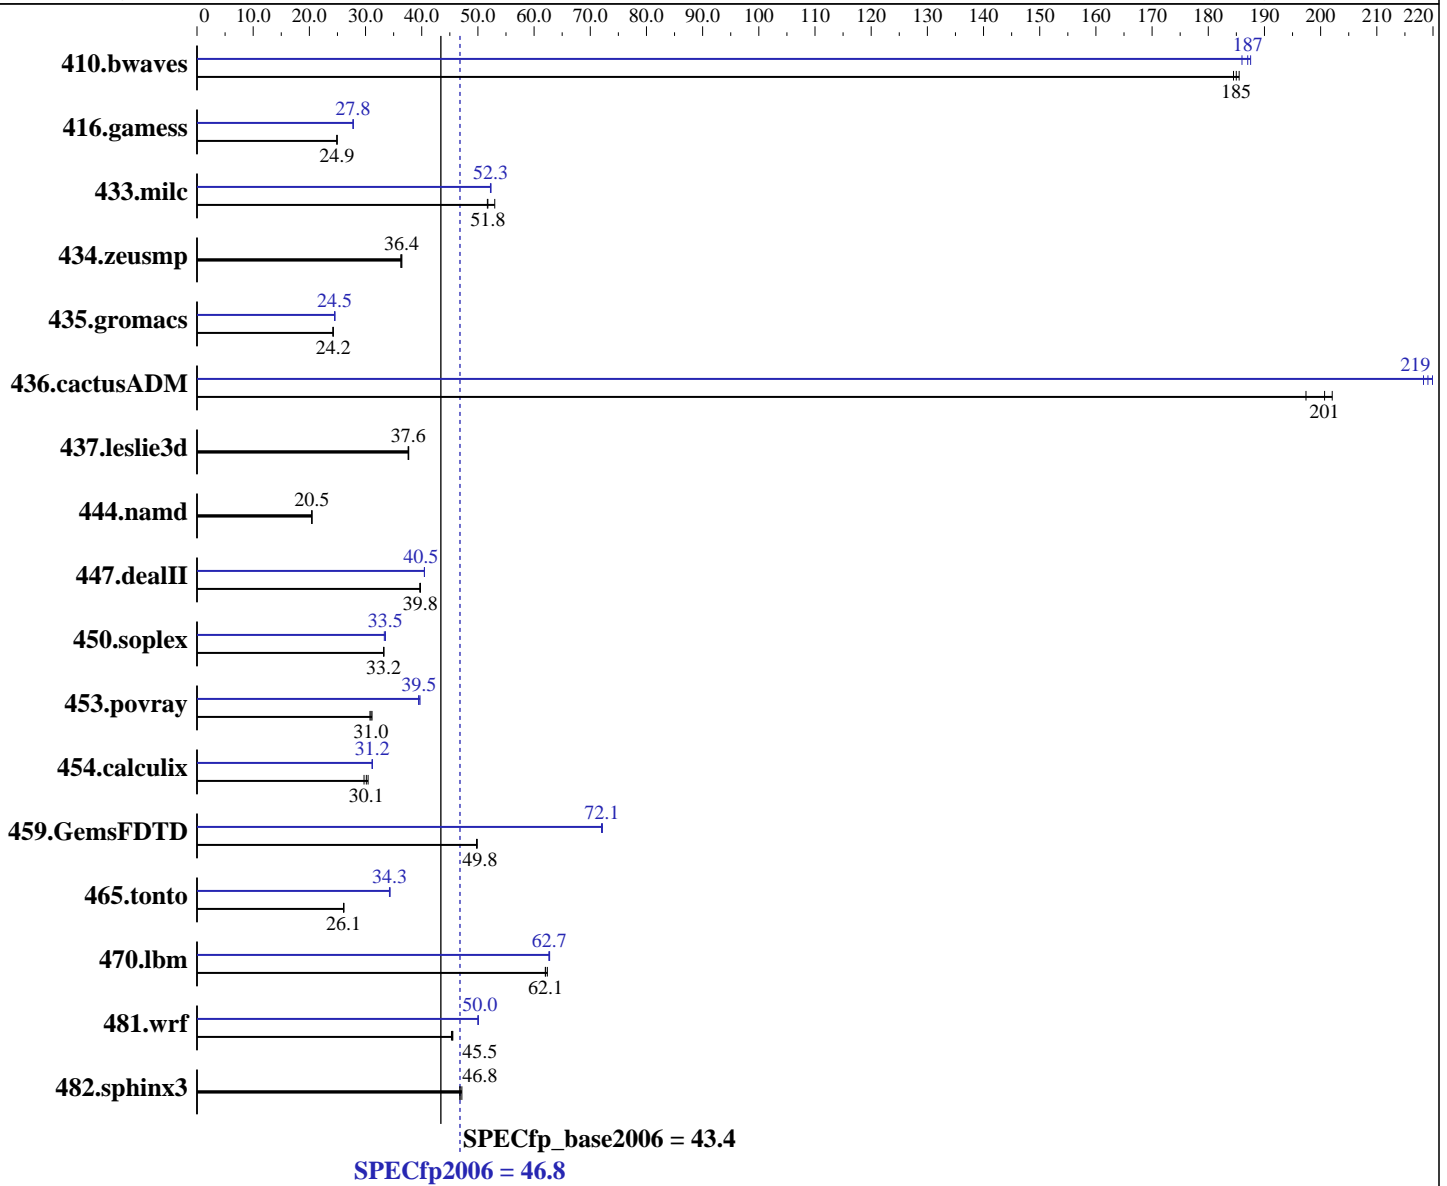 0 10.0 20.0 30.0 40.0 50.0 60.0 70.0 80.0 90.0 100 110 120 130 140 150 160 170 180 190 200 210 220
187
410.bwaves
185
27.8
416.gamess
24.9
52.3
433.milc
51.8
36.4
434.zeusmp
24.5
435.gromacs
24.2
219
436.cactusADM
201
37.6
437.leslie3d
20.5
444.namd
40.5
447.dealII
39.8
33.5
450.soplex
33.2
39.5
453.povray
31.0
31.2
454.calculix
30.1
72.1
459.GemsFDTD
49.8
34.3
465.tonto
26.1
62.7
470.lbm
62.1
50.0
481.wrf
45.5
46.8
482.sphinx3
SPECfp_base2006 = 43.4
SPECfp2006 = 46.8